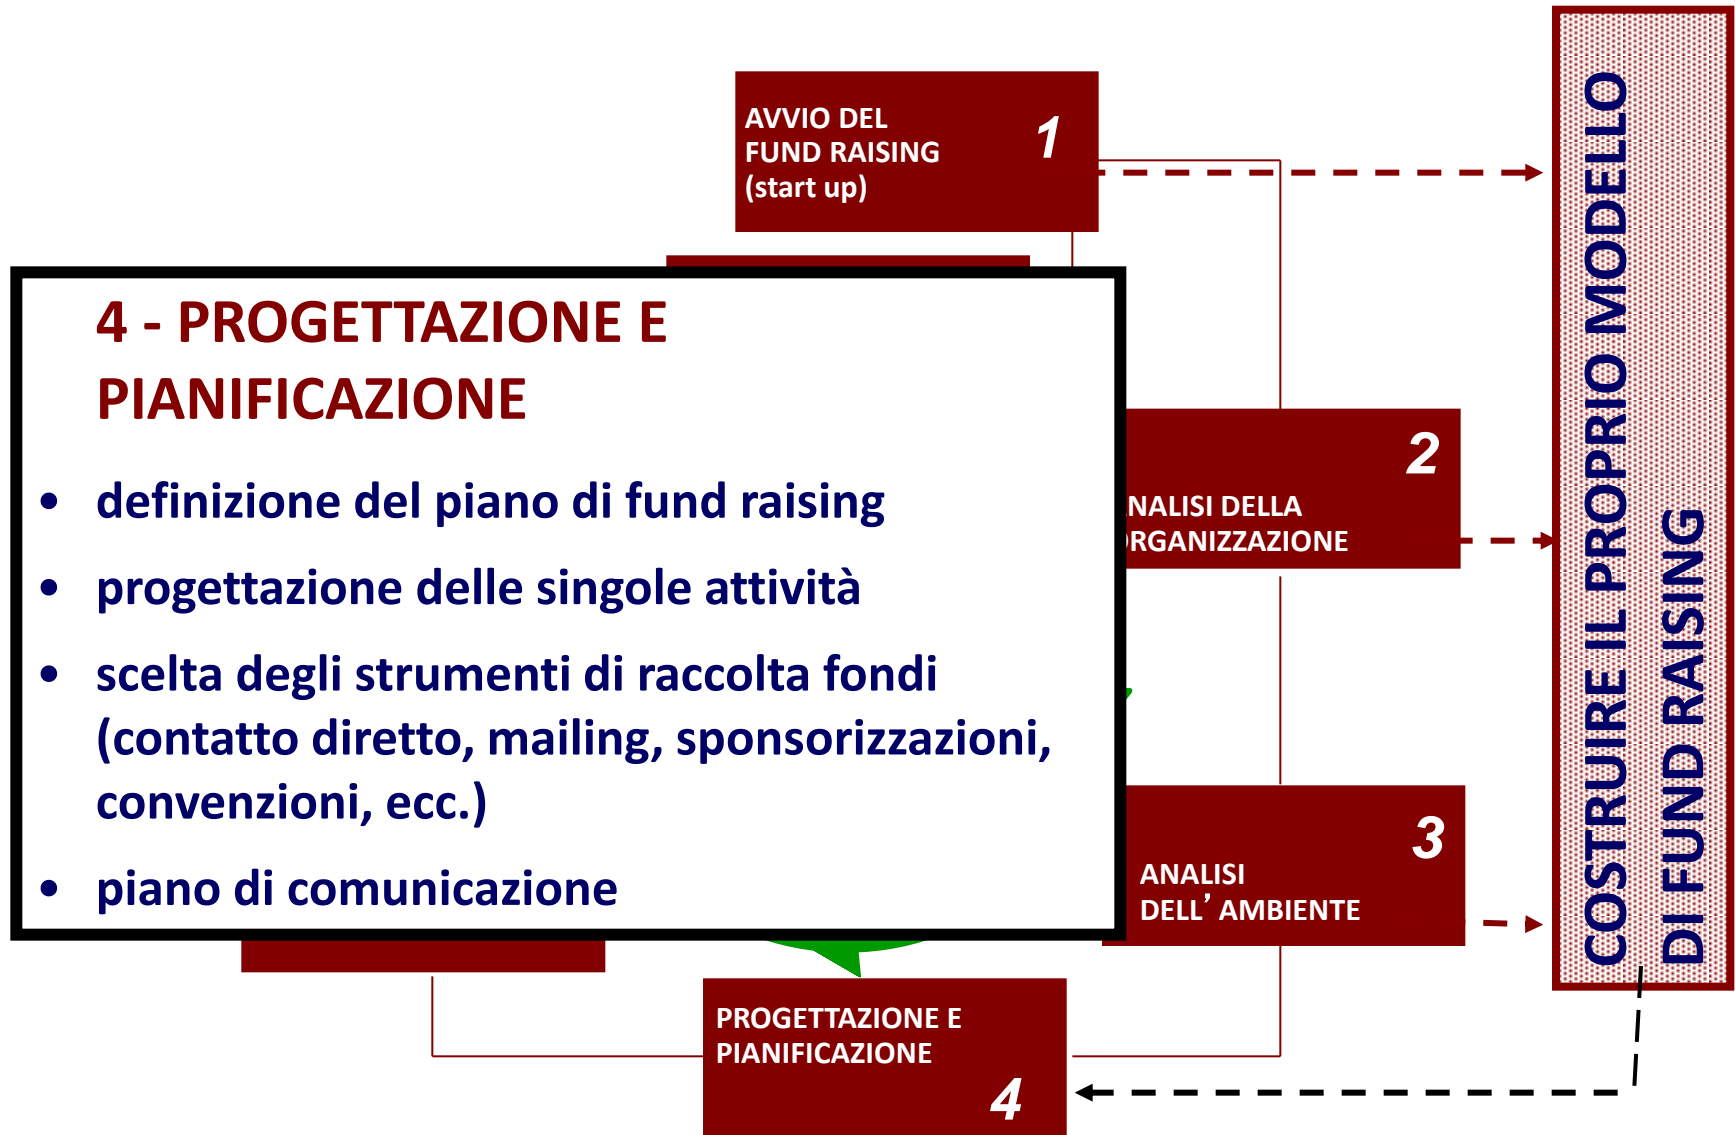 AVVIO DEL
FUND RAISING
(start up)
1
4 - PROGETTAZIONE E
PIANIFICAZIONE
• definizione del piano di fund raising
• progettazione delle singole attività
• scelta degli strumenti di raccolta fondi
(contatto diretto, mailing, sponsorizzazioni,
convenzioni, ecc.)
• piano di comunicazione
2
NALISI DELLA
RGANIZZAZIONE
3
ANALISI
DELL’ AMBIENTE
PROGETTAZIONE E
PIANIFICAZIONE
4
COSTRUIRE IL PROPRIO MODELLO
DI FUND RAISING